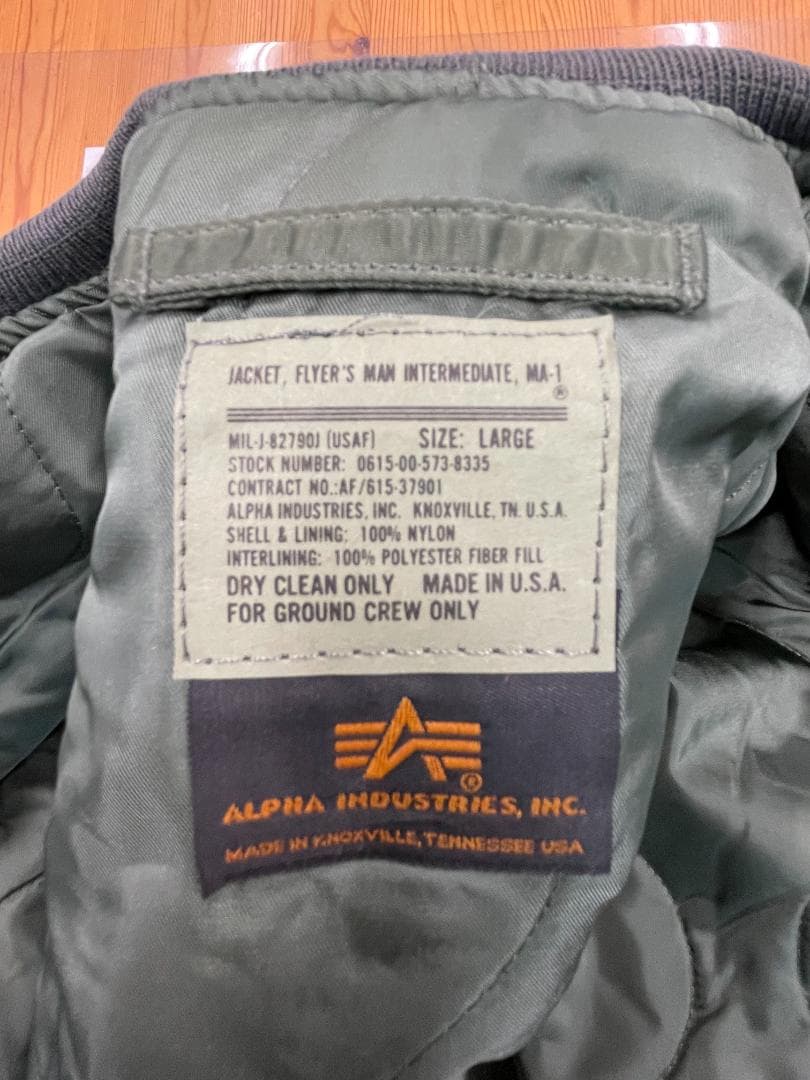 JACKET, FLYER'S MAN INTERMEDIATE, MA-1
®
MIL-J-82790J (USAF) SIZE: LARGE
STOCK NUMBER: 0615-00-573-8335
CONTRACT NO.:AF/615-37901
ALPHA INDUSTRIES, INC. KNOXVILLE, TN. U.S.A.
SHELL & LINING: 100% NYLON
INTERLINING: 100% POLYESTER FIBER FILL
DRY CLEAN ONLY MADE IN U.S.A.
FOR GROUND CREW ONLY
®
ALPHA INDUSTRIES, INC.
MADE IN KNOXVILLE, TENNESSEE USA